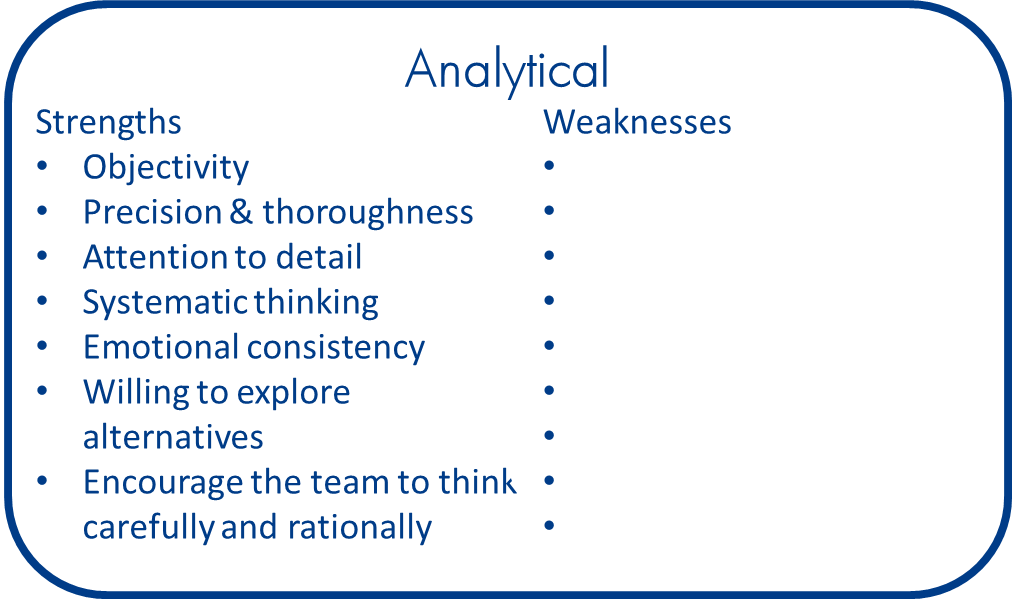 Analytical
Strengths
• Objectivity
• Precision & thoroughness
• Attention to detail
• Systematic thinking
• Emotional consistency
• Willing to explore
alternatives
• Encourage the team to think
carefully and rationally
Weaknesses
•
•
•
•
•
•
•
•
•